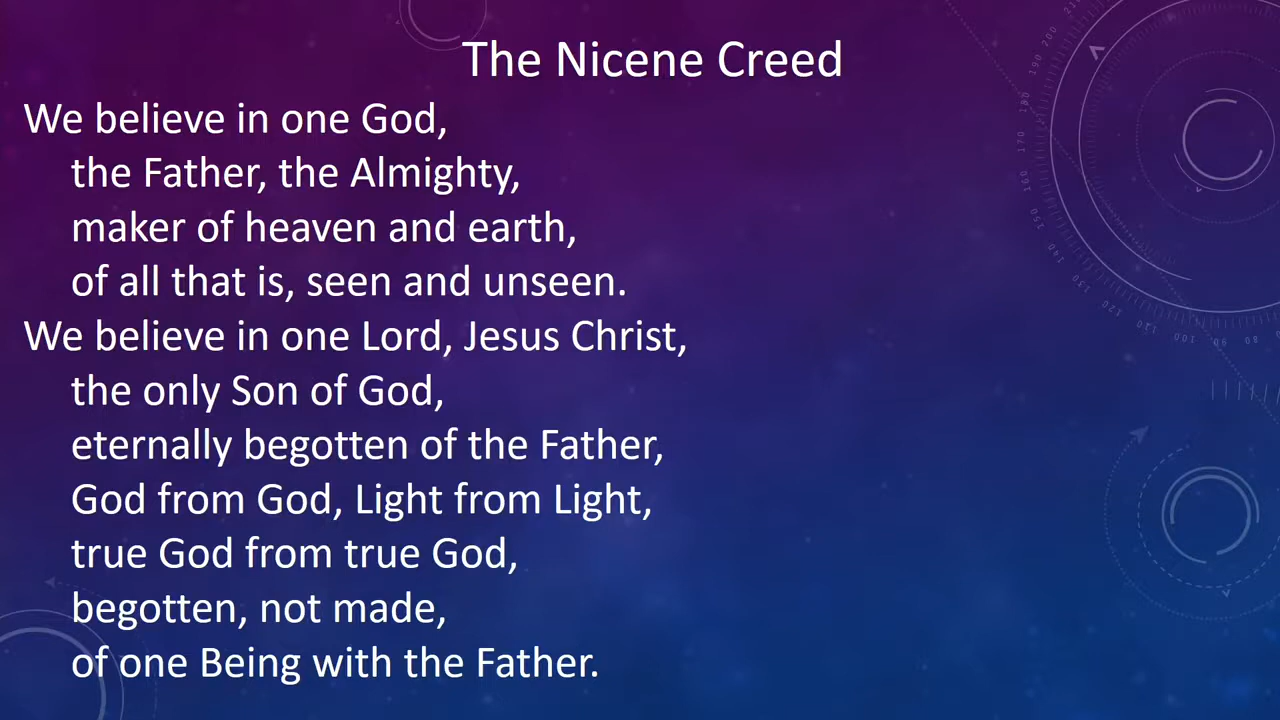 The Nicene Creed
We believe in one God,
the Father, the Almighty,
maker of heaven and earth,
of all that is, seen and unseen.
We believe in one Lord, Jesus Christ,
the only Son of God,
eternally begotten of the Father,
God from God, Light from Light,
true God from true God,
begotten, not made,
of one Being with the Father.